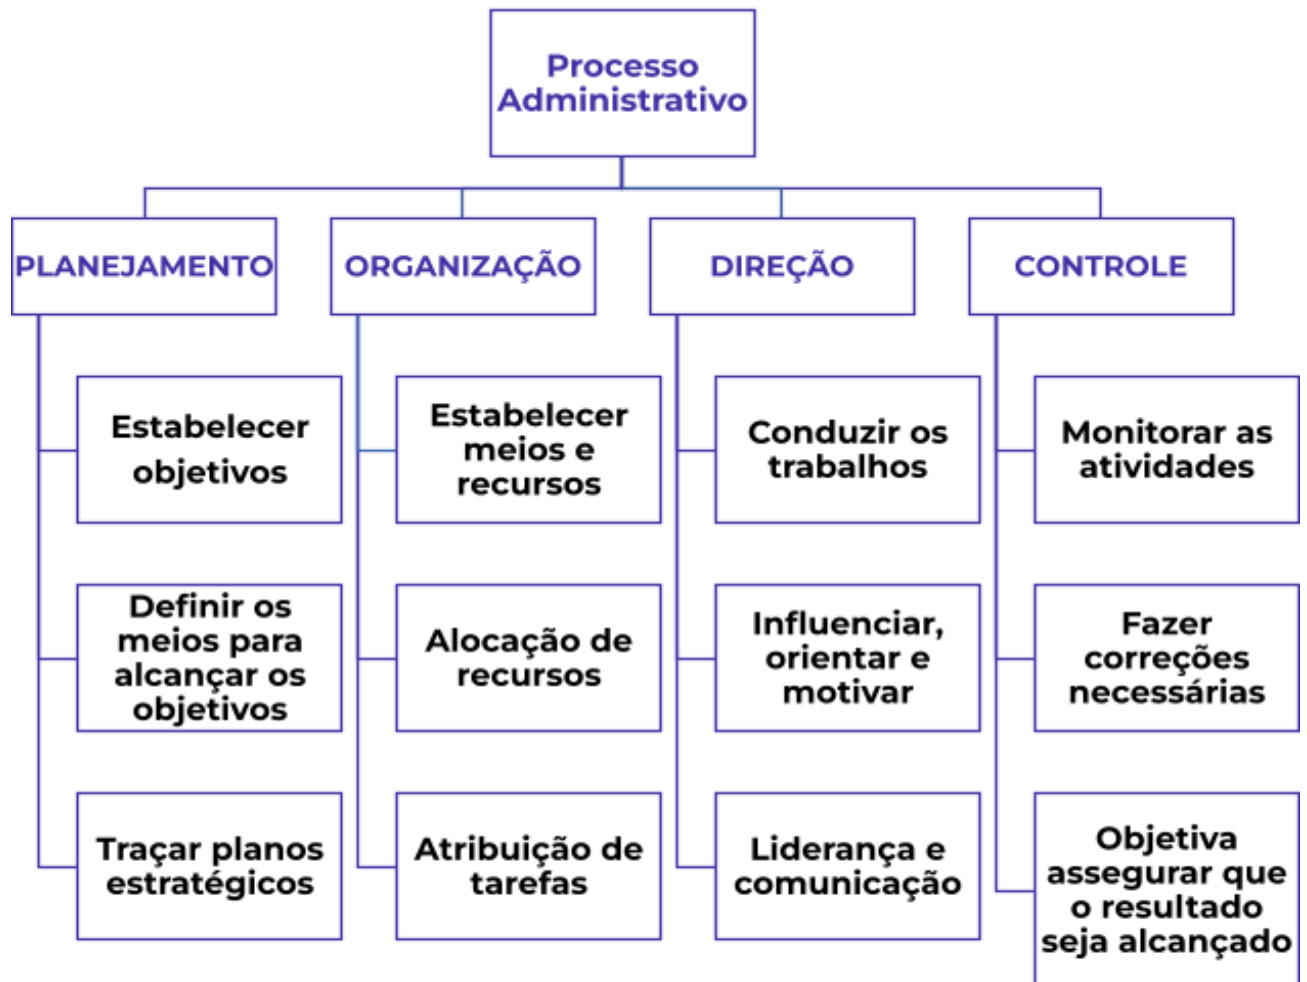 Processo
Administrativo
PLANEJAMENTO
Estabelecer
objetivos
Definir os
meios para
alcançar os
objetivos
Traçar planos
estratégicos
ORGANIZAÇÃO
Estabelecer
meios e
recursos
Alocação de
recursos
Atribuição de
tarefas
DIREÇÃO
Conduzir os
trabalhos
Influenciar,
orientar e
motivar
Liderança e
comunicação
CONTROLE
Monitorar as
atividades
Fazer
correções
necessárias
Objetiva
assegurar que
o resultado
seja alcançado